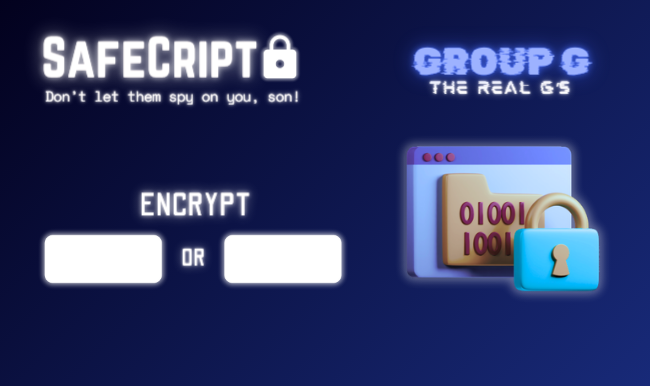 SAFECRIPT
Don't let them spy on you, son!
GROUP G
THE REAL G'S
ENCRYPT
OR
01001
1001